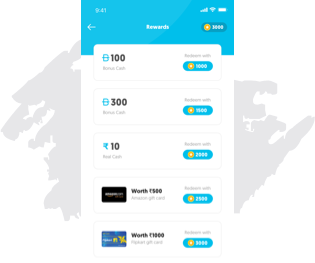 9:41
Rewards
3000
100
Bonus Cash
Redeem with
1000
300
Bonus Cash
Redeem with
1500
₹ 10
Real Cash
Redeem with
2000
Worth ₹500
Amazon gift card
Redeem with
2500
Worth ₹1000
Flipkart gift card
Redeem with
5000